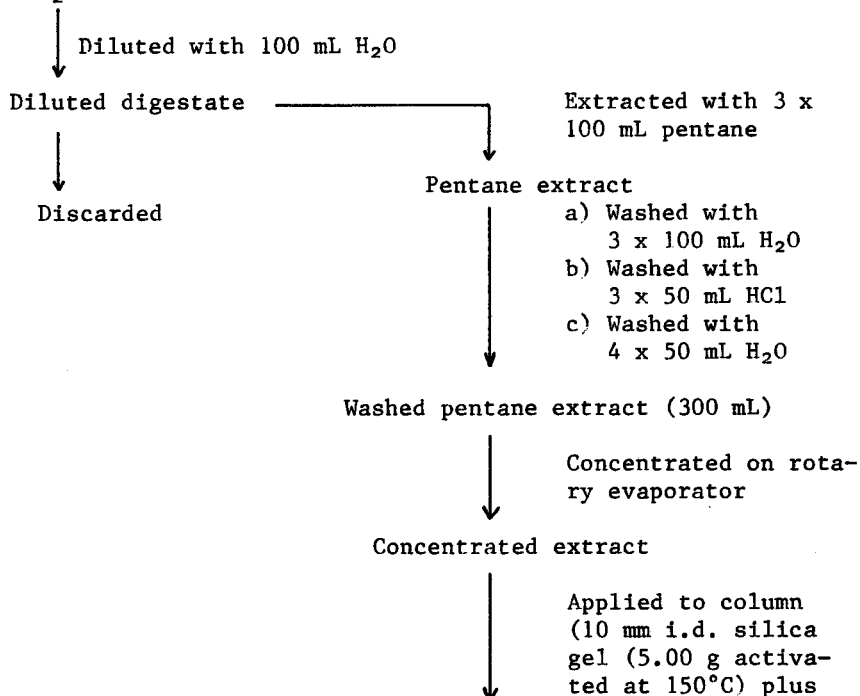 Diluted with 100 mL H₂O
Diluted digestate
Extracted with 3 x
100 mL pentane
Discarded
Pentane extract
a) Washed with
3 x 100 mL H₂O
b) Washed with
3 x 50 mL HCl
c) Washed with
4 x 50 mL H₂O
Washed pentane extract (300 mL)
Concentrated on rota-
ry evaporator
Concentrated extract
Applied to column
(10 mm i.d. silica
gel (5.00 g activa-
ted at 150°C) plus